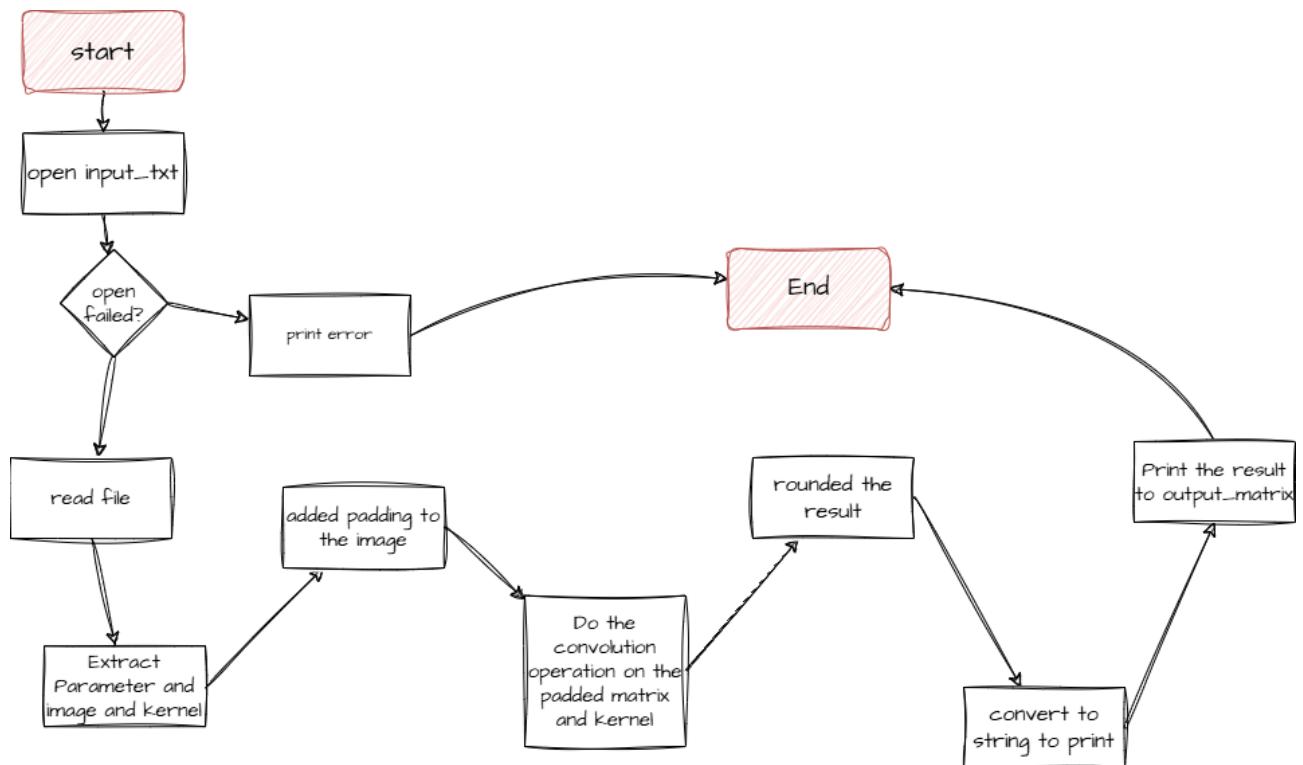 start
open input_txt
open
failed?
print error
End
read file
Extract
Parameter and
image and kernel
added padding to
the image
Do the
convolution
operation on the
padded matrix
and kernel
rounded the
result
convert to
string to print
Print the result
to output_matrix